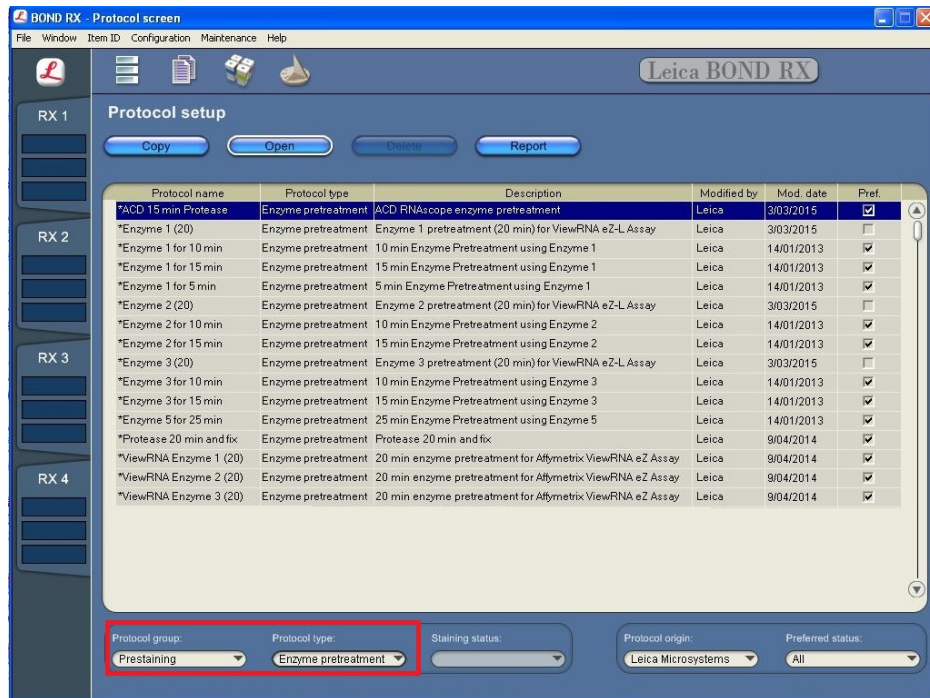 BOND RX - Protocol screen
File Window Item ID Configuration Maintenance Help
Leica BOND RX
RX 1
RX 2
RX 3
RX 4
Protocol setup
Copy Open Delete Report
Protocol name Protocol type Description Modified by Mod. date Pref.
*ACD 15 min Protease Enzyme pretreatment ACD RNAscope enzyme pretreatment Leica 3/03/2015
*Enzyme 1 (20) Enzyme pretreatment Enzyme 1 pretreatment (20 min) for ViewRNA eZ-L Assay Leica 3/03/2015
*Enzyme 1 for 10 min Enzyme pretreatment 10 min Enzyme Pretreatment using Enzyme 1 Leica 14/01/2013
*Enzyme 1 for 15 min Enzyme pretreatment 15 min Enzyme Pretreatment using Enzyme 1 Leica 14/01/2013
*Enzyme 1 for 5 min Enzyme pretreatment 5 min Enzyme Pretreatment using Enzyme 1 Leica 14/01/2013
*Enzyme 2 (20) Enzyme pretreatment Enzyme 2 pretreatment (20 min) for ViewRNA eZ-L Assay Leica 3/03/2015
*Enzyme 2 for 10 min Enzyme pretreatment 10 min Enzyme Pretreatment using Enzyme 2 Leica 14/01/2013
*Enzyme 2 for 15 min Enzyme pretreatment 15 min Enzyme Pretreatment using Enzyme 2 Leica 14/01/2013
*Enzyme 3 (20) Enzyme pretreatment Enzyme 3 pretreatment (20 min) for ViewRNA eZ-L Assay Leica 3/03/2015
*Enzyme 3 for 10 min Enzyme pretreatment 10 min Enzyme Pretreatment using Enzyme 3 Leica 14/01/2013
*Enzyme 3 for 15 min Enzyme pretreatment 15 min Enzyme Pretreatment using Enzyme 3 Leica 14/01/2013
*Enzyme 5 for 25 min Enzyme pretreatment 25 min Enzyme Pretreatment using Enzyme 5 Leica 14/01/2013
*Protease 20 min and fix Enzyme pretreatment Protease 20 min and fix Leica 9/04/2014
*ViewRNA Enzyme 1 (20) Enzyme pretreatment 20 min enzyme pretreatment for Affymetrix ViewRNA eZ Assay Leica 9/04/2014
*ViewRNA Enzyme 2 (20) Enzyme pretreatment 20 min enzyme pretreatment for Affymetrix ViewRNA eZ Assay Leica 9/04/2014
*ViewRNA Enzyme 3 (20) Enzyme pretreatment 20 min enzyme pretreatment for Affymetrix ViewRNA eZ Assay Leica 9/04/2014
Protocol group: Protocol type: Staining status: Protocol origin: Preferred status:
Prestaining Enzyme pretreatment Leica Microsystems All